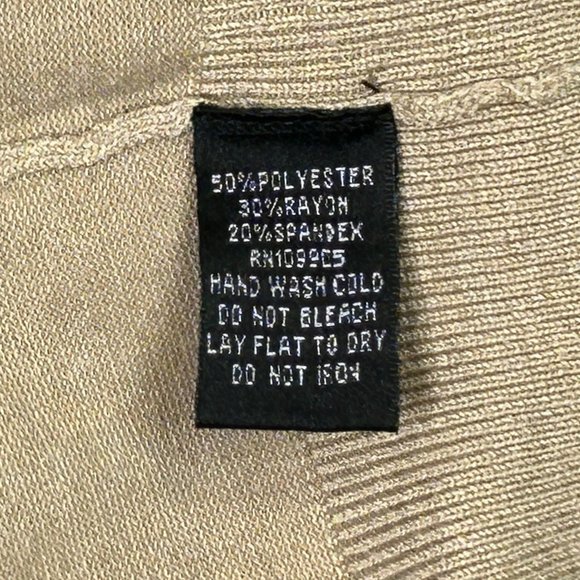 50%POLYESTER
30%RAYON
20%SPANDEX
RN109905
HAND WASH COLD
DO NOT BLEACH
LAY FLAT TO DRY
DO NOT IRON